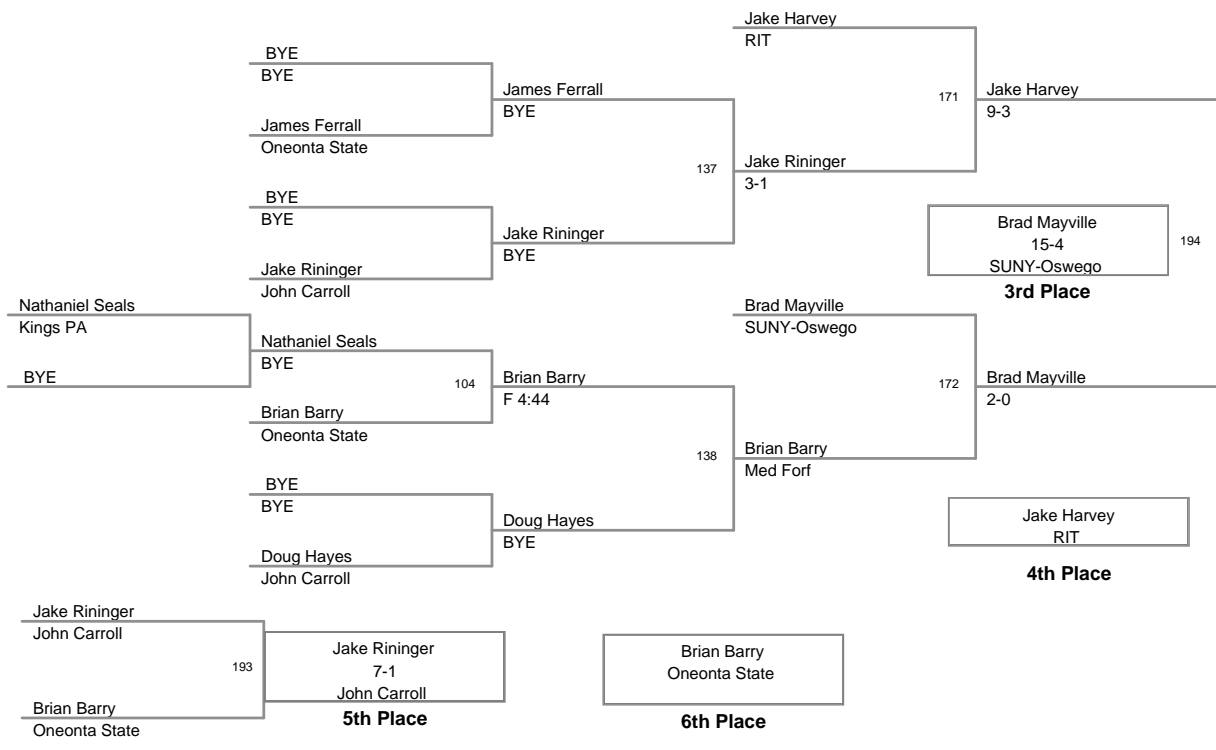 Jake Harvey
RIT
BYE
BYE
James Ferrall
BYE
171
Jake Harvey
9-3
James Ferrall
Oneonta State
137
Jake Rininger
3-1
BYE
BYE
Jake Rininger
BYE
Brad Mayville
15-4
SUNY-Oswego
194
3rd Place
Jake Rininger
John Carroll
Nathaniel Seals
Kings PA
Brad Mayville
SUNY-Oswego
Nathaniel Seals
BYE
BYE
104
Brian Barry
F 4:44
172
Brad Mayville
2-0
Brian Barry
Oneonta State
138
Brian Barry
Med Forf
BYE
BYE
Doug Hayes
BYE
Jake Harvey
RIT
4th Place
Doug Hayes
John Carroll
Jake Rininger
John Carroll
193
Jake Rininger
7-1
John Carroll
5th Place
Brian Barry
Oneonta State
6th Place
Brian Barry
Oneonta State